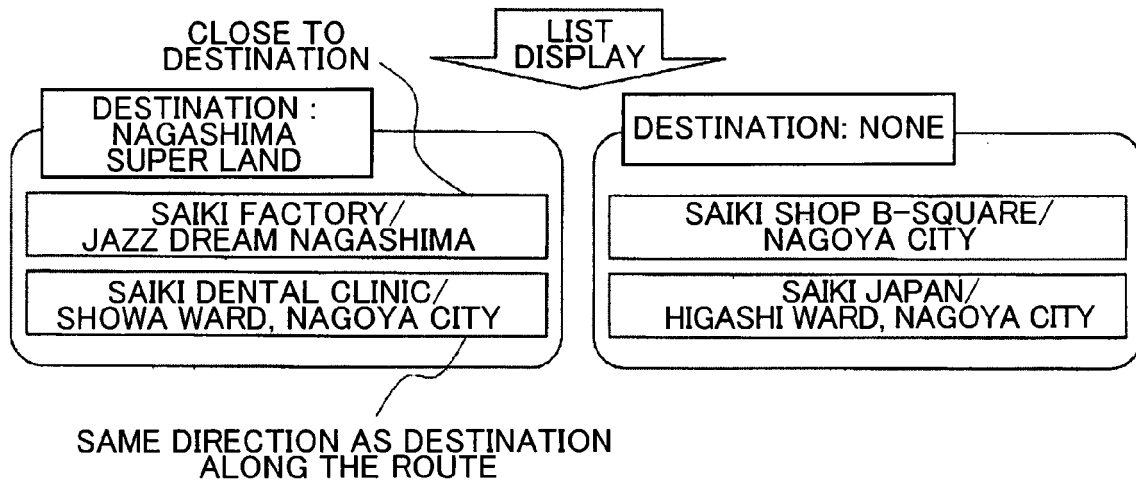 CLOSE TO
DESTINATION
LIST
DISPLAY
DESTINATION :
NAGASHIMA
SUPER LAND
SAIKI FACTORY/
JAZZ DREAM NAGASHIMA
SAIKI DENTAL CLINIC/
SHOWA WARD, NAGOYA CITY
SAME DIRECTION AS DESTINATION
ALONG THE ROUTE
DESTINATION: NONE
SAIKI SHOP B-SQUARE/
NAGOYA CITY
SAIKI JAPAN/
HIGASHI WARD, NAGOYA CITY